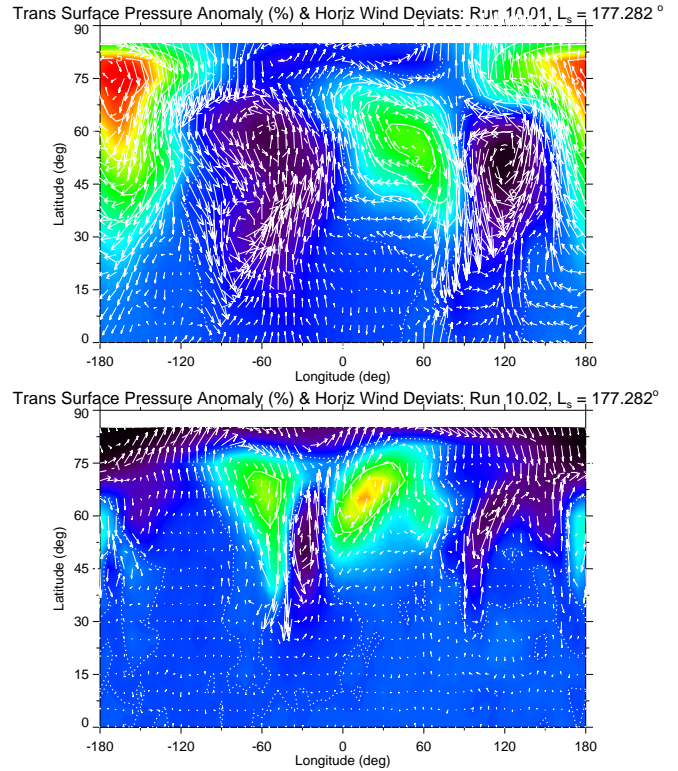 Trans Surface Pressure Anomaly (%) & Horiz Wind Deviats: Run 10.01, Ls = 177.282 o
90
75
60
45
30
15
0
Latitude (deg)
-180 -120 -60 0 60 120 180
Longitude (deg)
Trans Surface Pressure Anomaly (%) & Horiz Wind Deviats: Run 10.02, Ls = 177.282o
90
75
60
45
30
15
0
Latitude (deg)
-180 -120 -60 0 60 120 180
Longitude (deg)